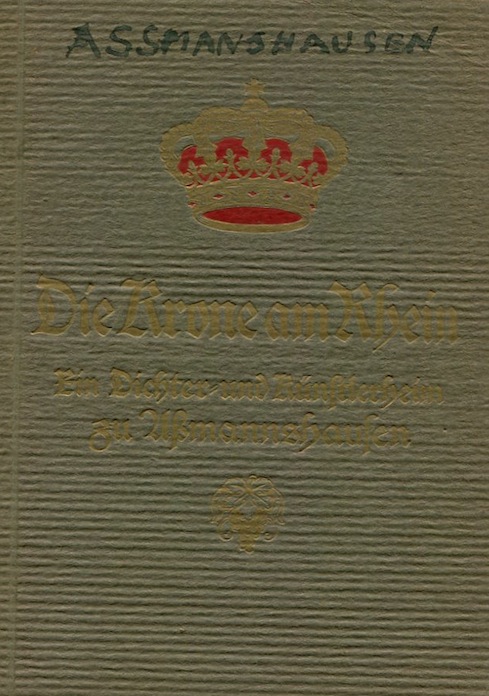 ASSMANSHAUSEN
Die Krone am Rhein
Ein Dichter- und Künstlerheim
zu Aßmannshausen